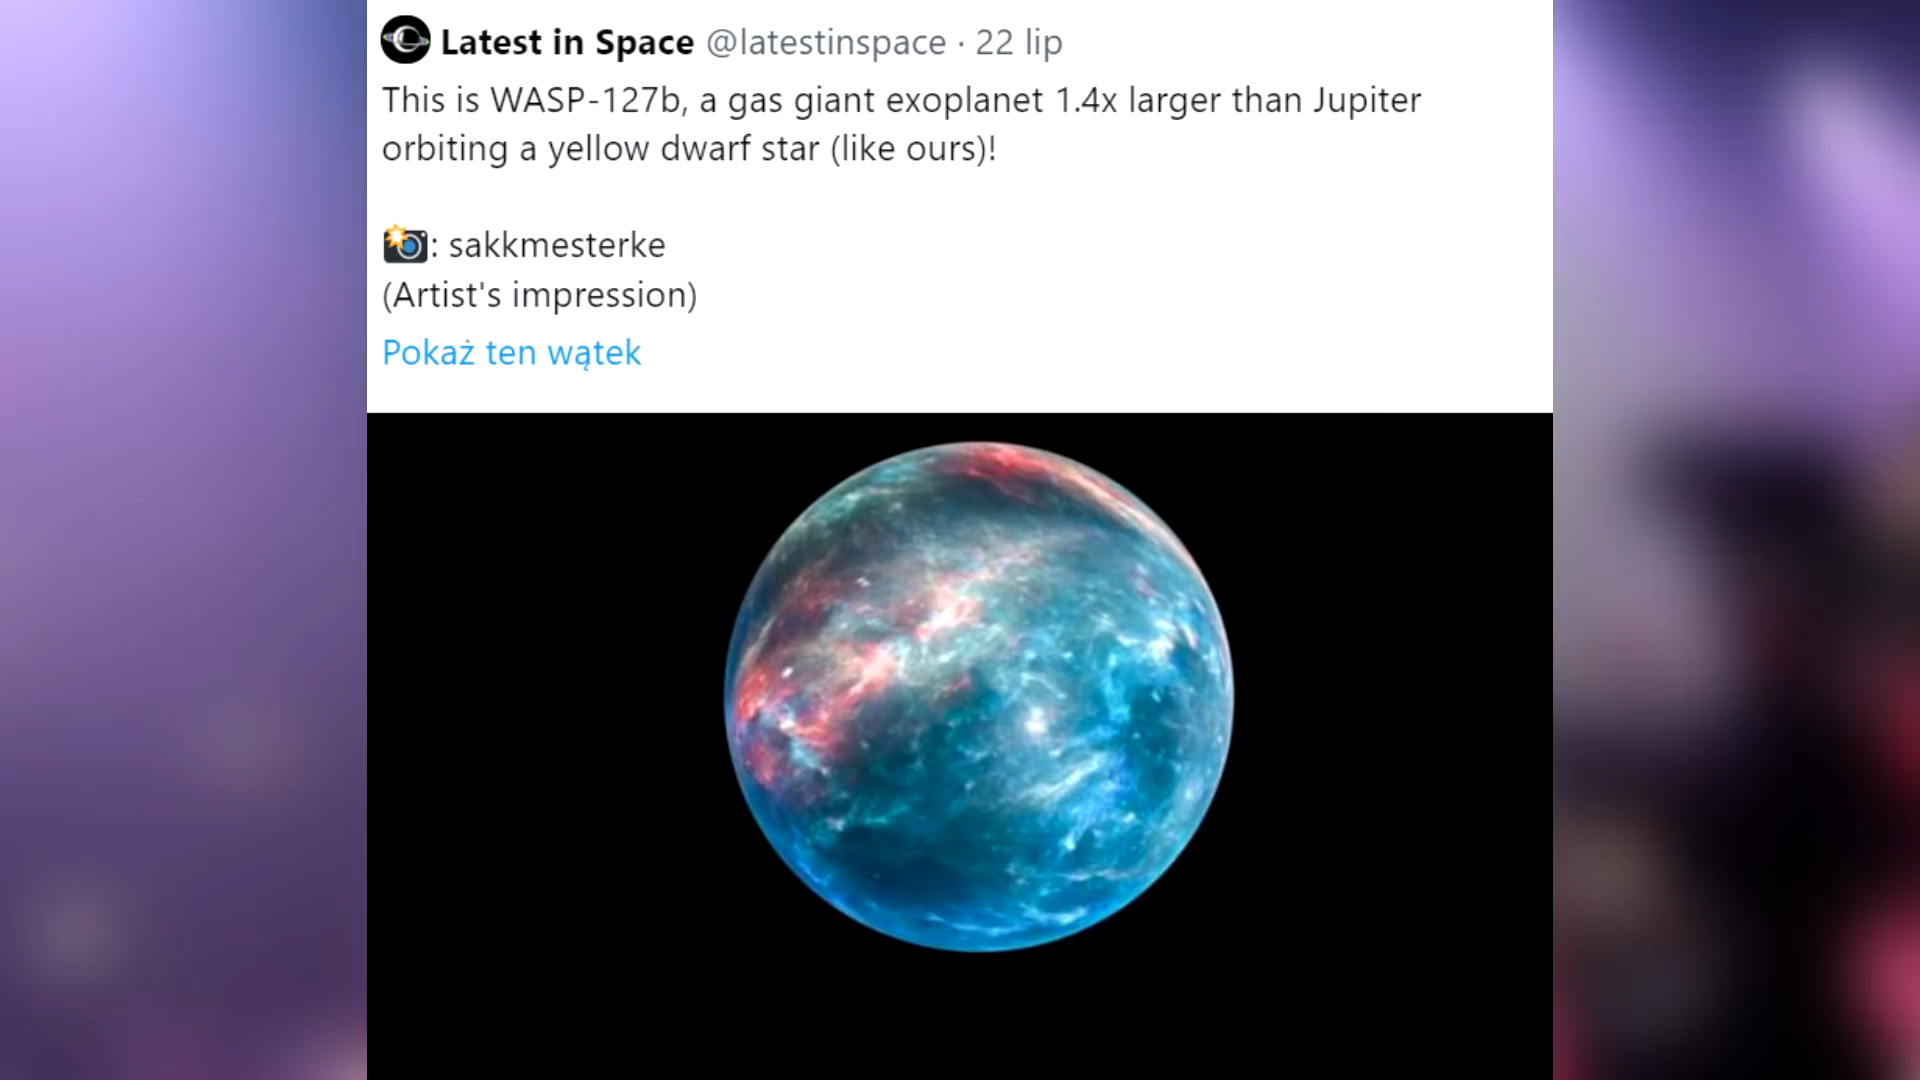 Latest in Space @latestinspace · 22 lip
This is WASP-127b, a gas giant exoplanet 1.4x larger than Jupiter
orbiting a yellow dwarf star (like ours)!
📸: sakkmesterke
(Artist's impression)
Pokaż ten wątek